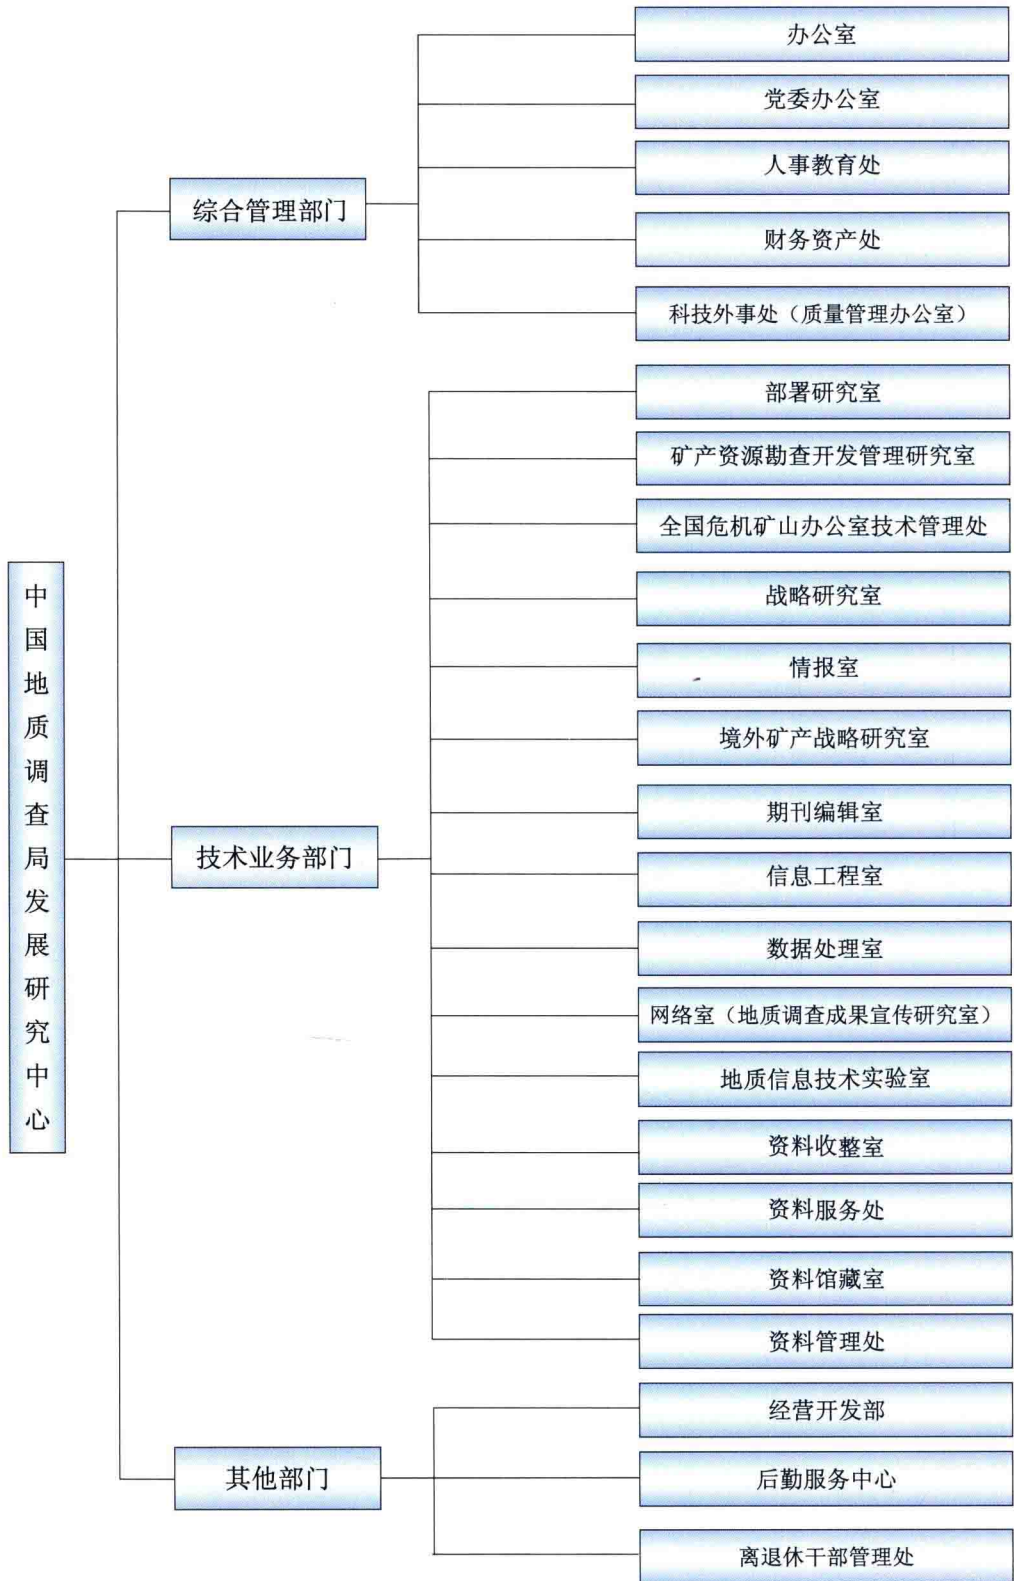 中国地质调查局发展研究中心
综合管理部门
办公室
党委办公室
人事教育处
财务资产处
科技外事处（质量管理办公室）
技术业务部门
部署研究室
矿产资源勘查开发管理研究室
全国危机矿山办公室技术管理处
战略研究室
情报室
境外矿产战略研究室
期刊编辑室
信息工程室
数据处理室
网络室（地质调查成果宣传研究室）
地质信息技术实验室
资料收整室
资料服务处
资料馆藏室
资料管理处
其他部门
经营开发部
后勤服务中心
离退休干部管理处